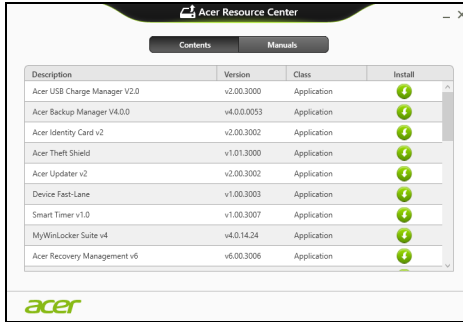 Acer Resource Center
Contents Manuals
Description Version Class Install
Acer USB Charge Manager V2.0 v2.00.3000 Application
Acer Backup Manager V4.0.0 v4.0.0.0053 Application
Acer Identity Card v2 v2.00.3002 Application
Acer Theft Shield v1.01.3000 Application
Acer Updater v2 v2.00.3002 Application
Device Fast-Lane v1.00.3003 Application
Smart Timer v1.0 v1.00.3007 Application
MyWinLocker Suite v4 v4.0.14.24 Application
Acer Recovery Management v6 v6.00.3006 Application
acer